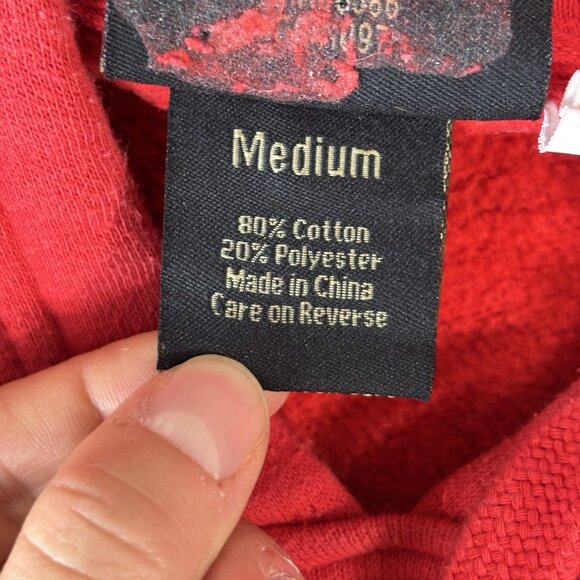 Medium
80% Cotton
20% Polyester
Made in China
Care on Reverse